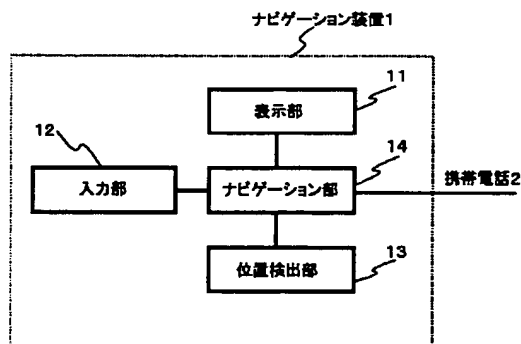 ナビゲーション装置1
11
表示部
12
14
入力部
ナビゲーション部
携帯電話2
位置検出部
13